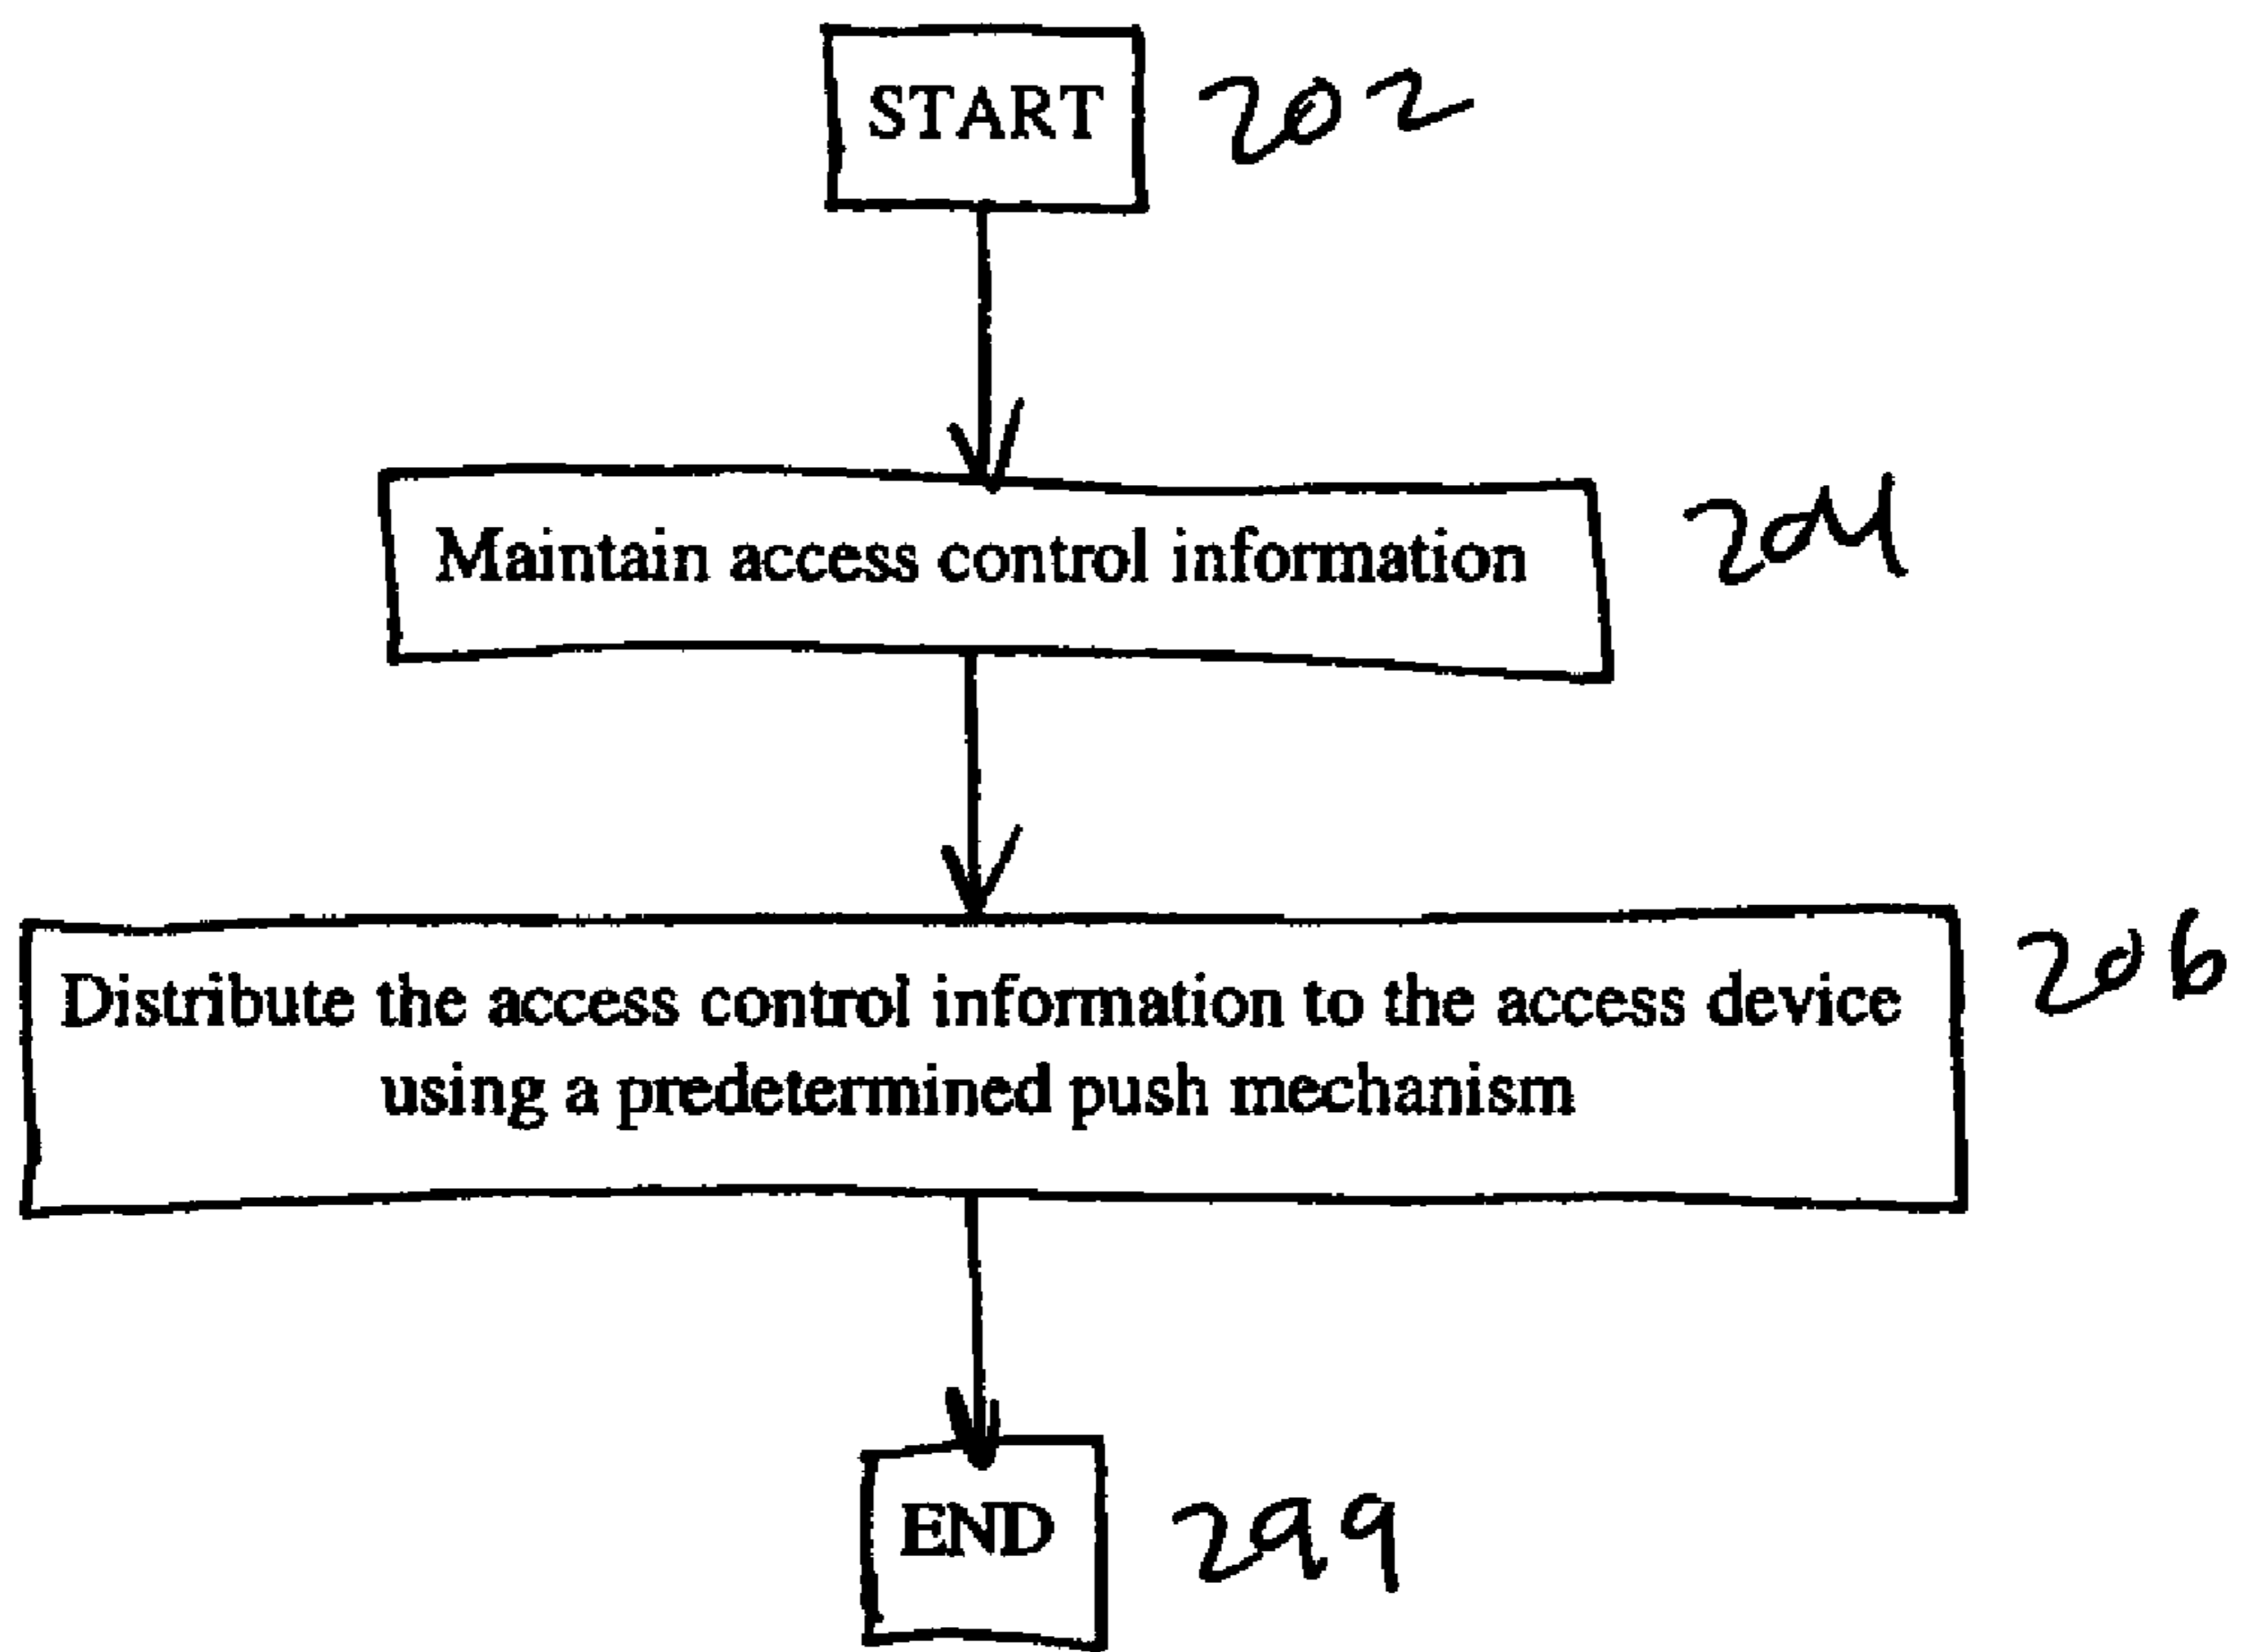 START 202
Maintain access control information 204
Distribute the access control information to the access device 206
using a predetermined push mechanism
END 299